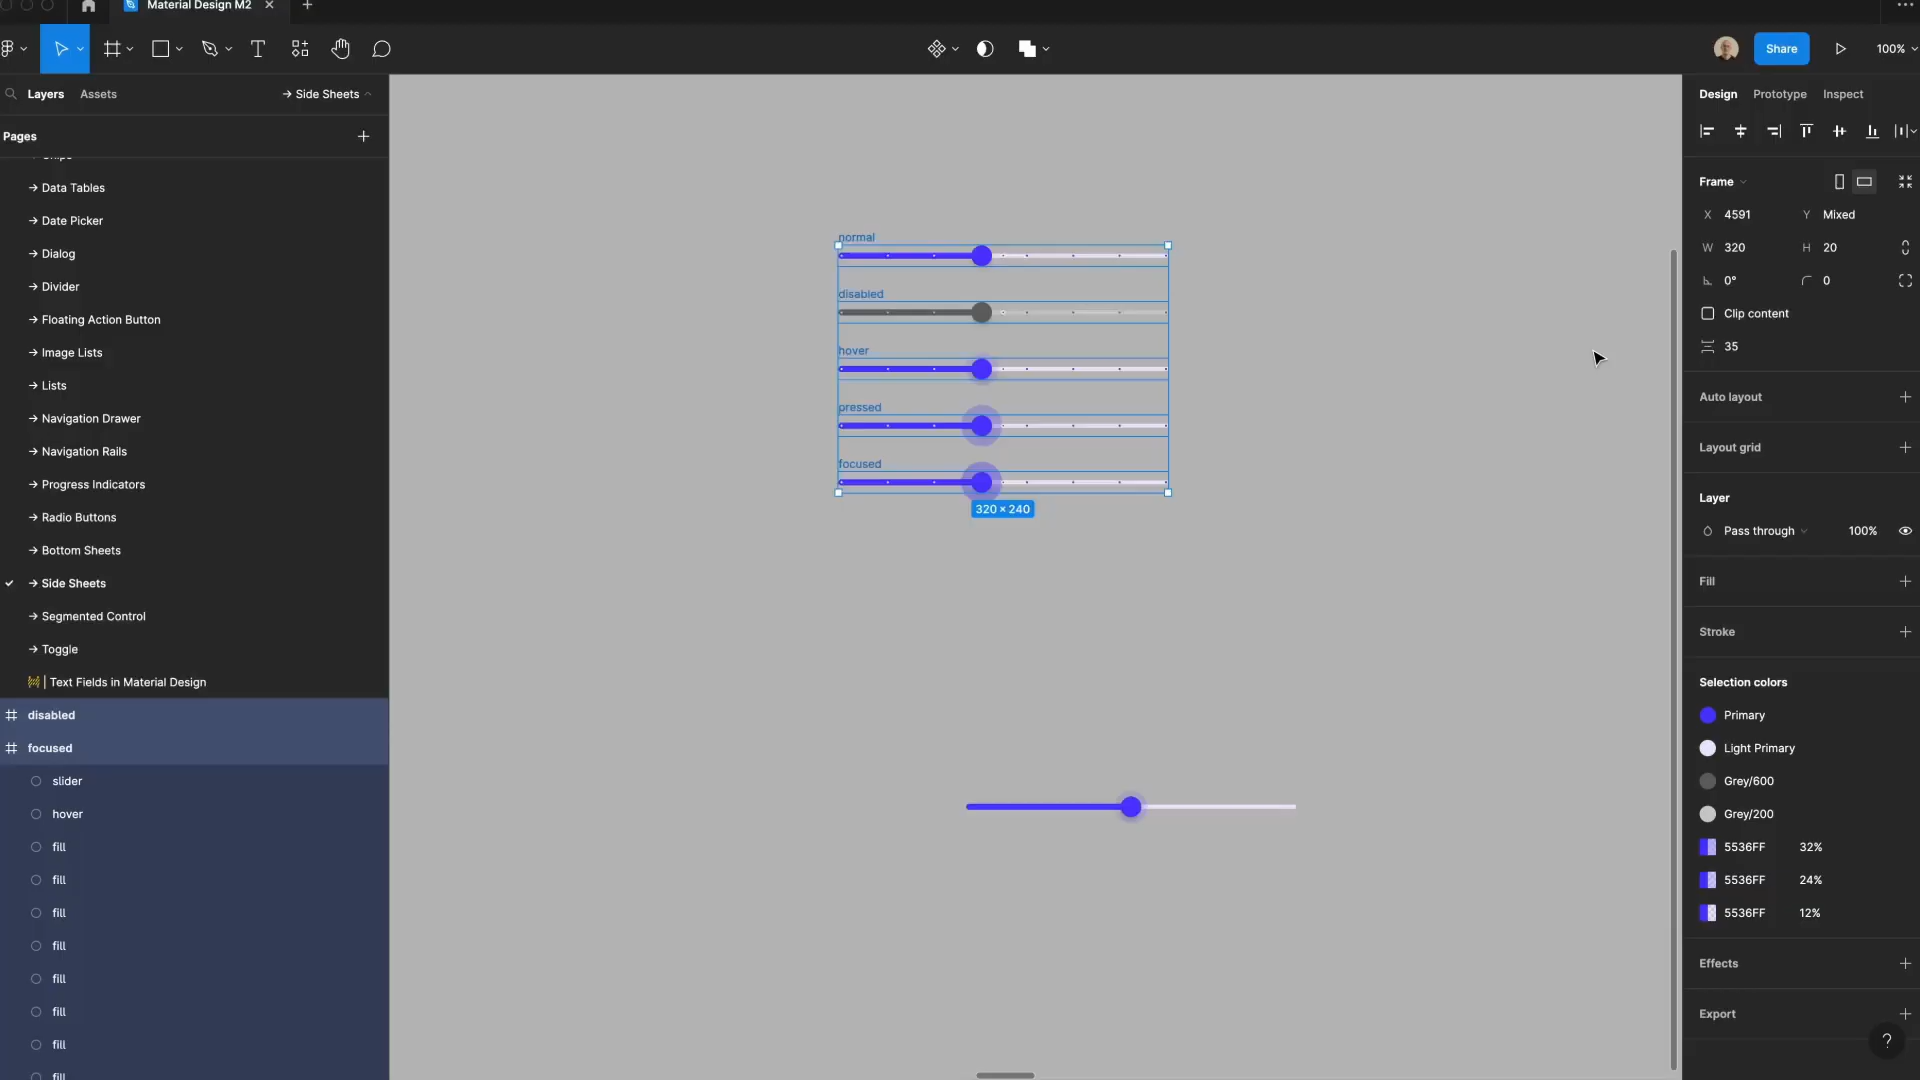 Material Design M2
Share
100%
Layers
Assets
→ Side Sheets
Pages
→ Data Tables
→ Date Picker
→ Dialog
→ Divider
→ Floating Action Button
→ Image Lists
→ Lists
→ Navigation Drawer
→ Navigation Rails
→ Progress Indicators
→ Radio Buttons
→ Bottom Sheets
→ Side Sheets
→ Segmented Control
→ Toggle
🚧 | Text Fields in Material Design
disabled
focused
slider
hover
fill
fill
fill
fill
fill
fill
fill
fill
normal
disabled
hover
pressed
focused
320 × 240
Design
Prototype
Inspect
Frame
X 4591
Y Mixed
W 320
H 20
0°
0
Clip content
35
Auto layout
Layout grid
Layer
Pass through
100%
Fill
Stroke
Selection colors
Primary
Light Primary
Grey/600
Grey/200
5536FF 32%
5536FF 24%
5536FF 12%
Effects
Export
?